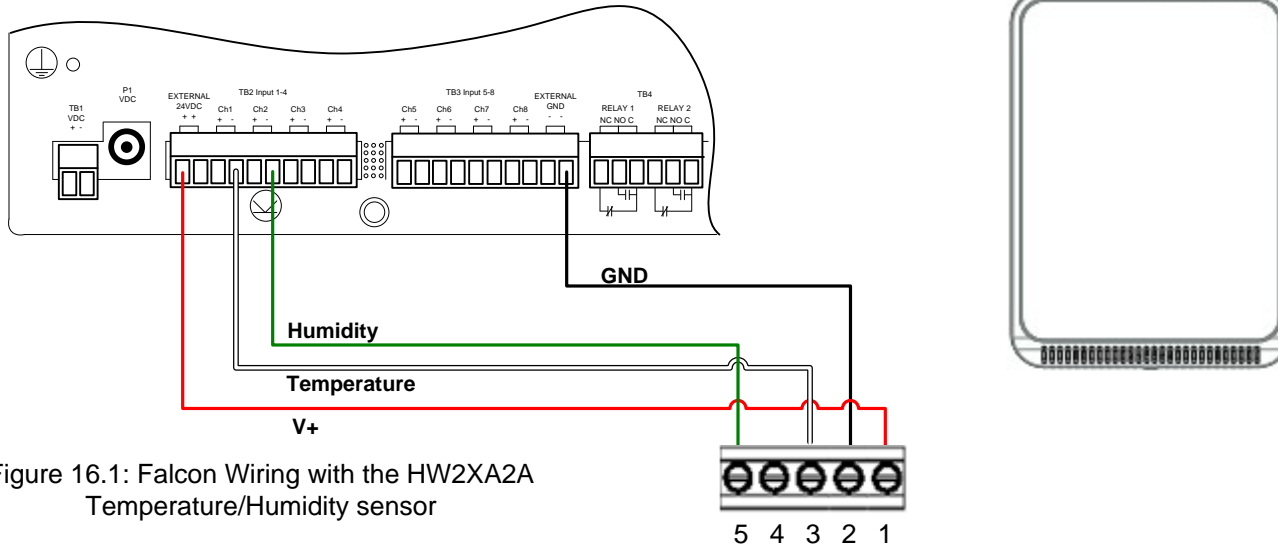 P1
VDC
TB1
VDC
+ -
EXTERNAL
24VDC
+ +
TB2 Input 1-4
Ch1 Ch2 Ch3 Ch4
+ - + - + - + -
TB3 Input 5-8
Ch5 Ch6 Ch7 Ch8
+ - + - + - + -
EXTERNAL
GND
- -
TB4
RELAY 1 RELAY 2
NC NO C NC NO C
GND
Humidity
Temperature
V+
igure 16.1: Falcon Wiring with the HW2XA2A
Temperature/Humidity sensor
5 4 3 2 1